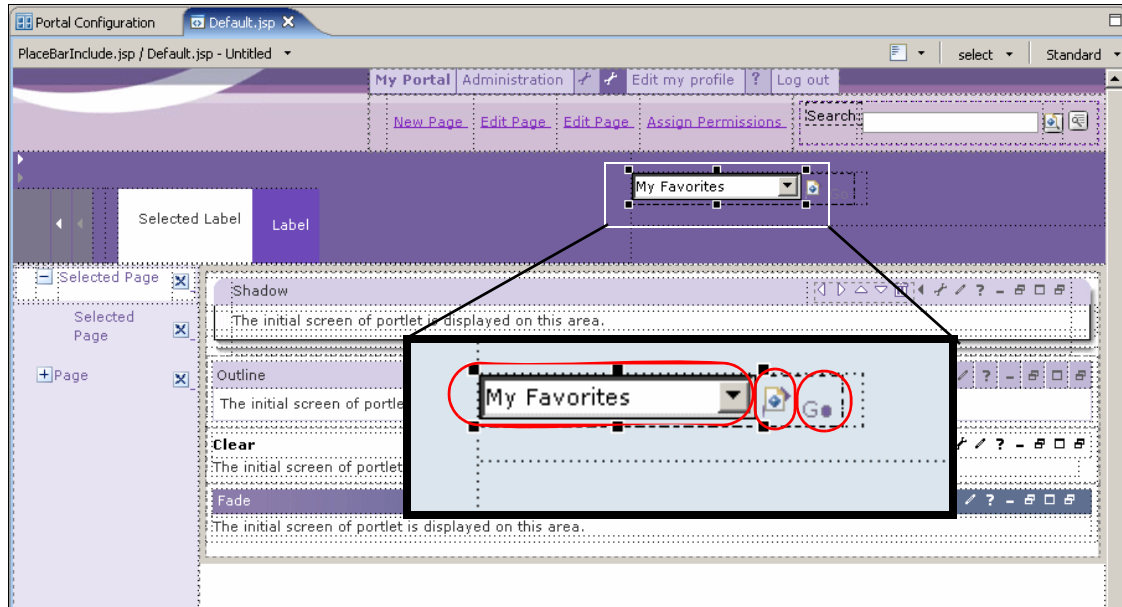 Portal Configuration
Default.jsp
PlaceBarInclude.jsp / Default.jsp - Untitled
select
Standard
My Portal
Administration
Edit my profile
?
Log out
New Page
Edit Page
Edit Page
Assign Permissions
Search:
My Favorites
Go
Selected Label
Label
Selected Page
Selected
Page
Page
Shadow
?
The initial screen of portlet is displayed on this area.
Outline
?
The initial screen of portle
Clear
?
The initial screen of portlet
Fade
?
The initial screen of portlet is displayed on this area.
My Favorites
Go